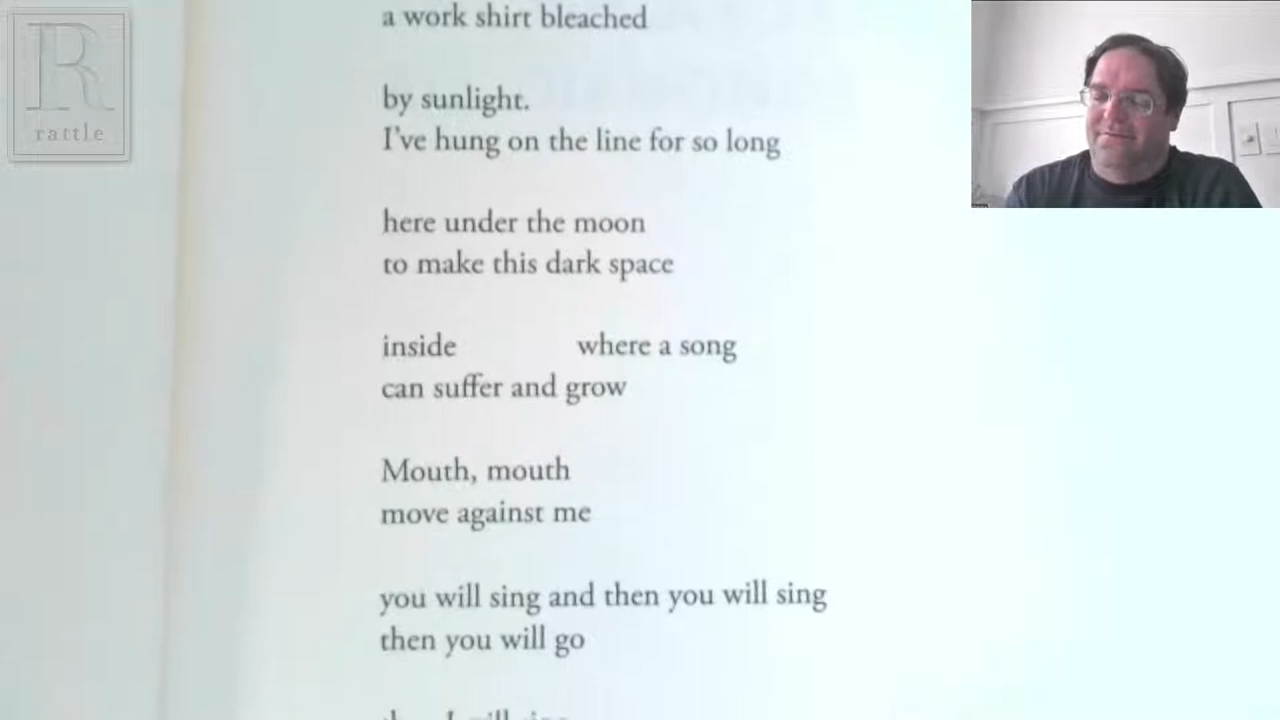 R
rattle
a work shirt bleached
by sunlight.
I've hung on the line for so long
here under the moon
to make this dark space
inside where a song
can suffer and grow
Mouth, mouth
move against me
you will sing and then you will sing
then you will go